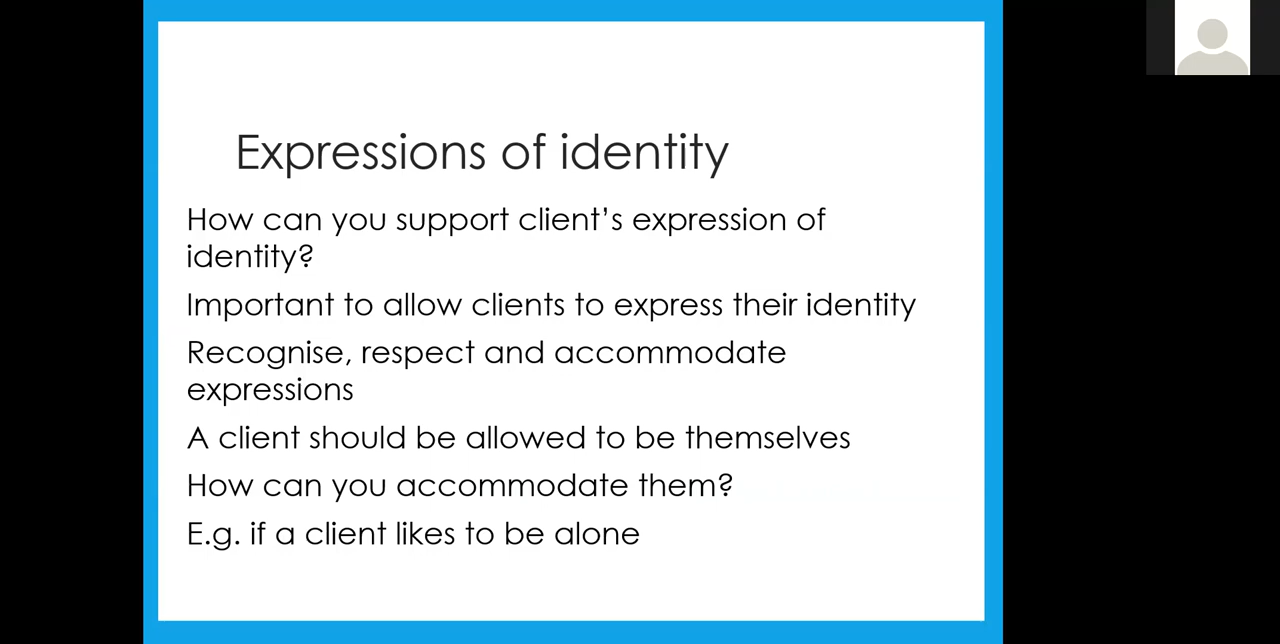 Expressions of identity
How can you support client’s expression of
identity?
Important to allow clients to express their identity
Recognise, respect and accommodate
expressions
A client should be allowed to be themselves
How can you accommodate them?
E.g. if a client likes to be alone